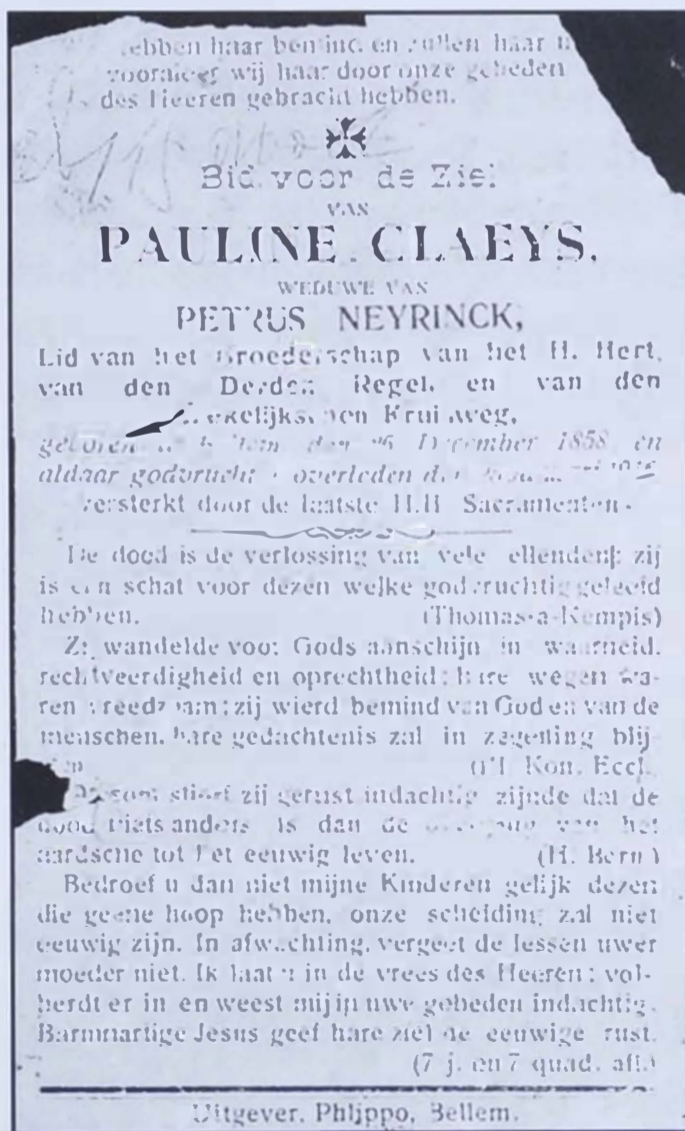 hebben haar bemind en zullen haar
vooraleer wij haar door onze gebeden
des Heeren gebracht hebben.
Bid voor de Ziel
VAN
PAULINE CLAEYS,
WEDUWE VAN
PETRUS NEYRINCK,
Lid van het Broederschap van het H. Hert,
van den Derden Regel, en van den
Wekelijkschen Kruisweg,
geboren den 26 December 1858, en
aldaar godvruchtig overleden den
versterkt door de laatste H.H. Sacramenten.
De dood is de verlossing van vele ellenden; zij
is een schat voor dezen welke godvruchtig geleefd
hebben. (Thomas-a-Kempis)
Zij wandelde voor Gods aanschijn in waarheid,
rechtveerdigheid en oprechtheid; hare wegen wa-
ren vreedzaam; zij wierd bemind van God en van de
menschen, hare gedachtenis zal in zegening blij-
ven (III Kon. Eccl.
Daarom stierf zij gerust indachtig zijnde dat de
dood niets anders is dan de overgang van het
aardsche tot het eeuwig leven. (H. Bern.)
Bedroef u dan niet mijne Kinderen gelijk dezen
die geene hoop hebben, onze scheiding zal niet
eeuwig zijn. In afwachting, vergeet de lessen uwer
moeder niet. Ik laat u in de vrees des Heeren; vol-
herdt er in en weest mij in uwe gebeden indachtig.
Barmhartige Jesus geef hare ziel de eeuwige rust.
(7 j. en 7 quad. afl.)
Uitgever, Phlippo, Bellem.